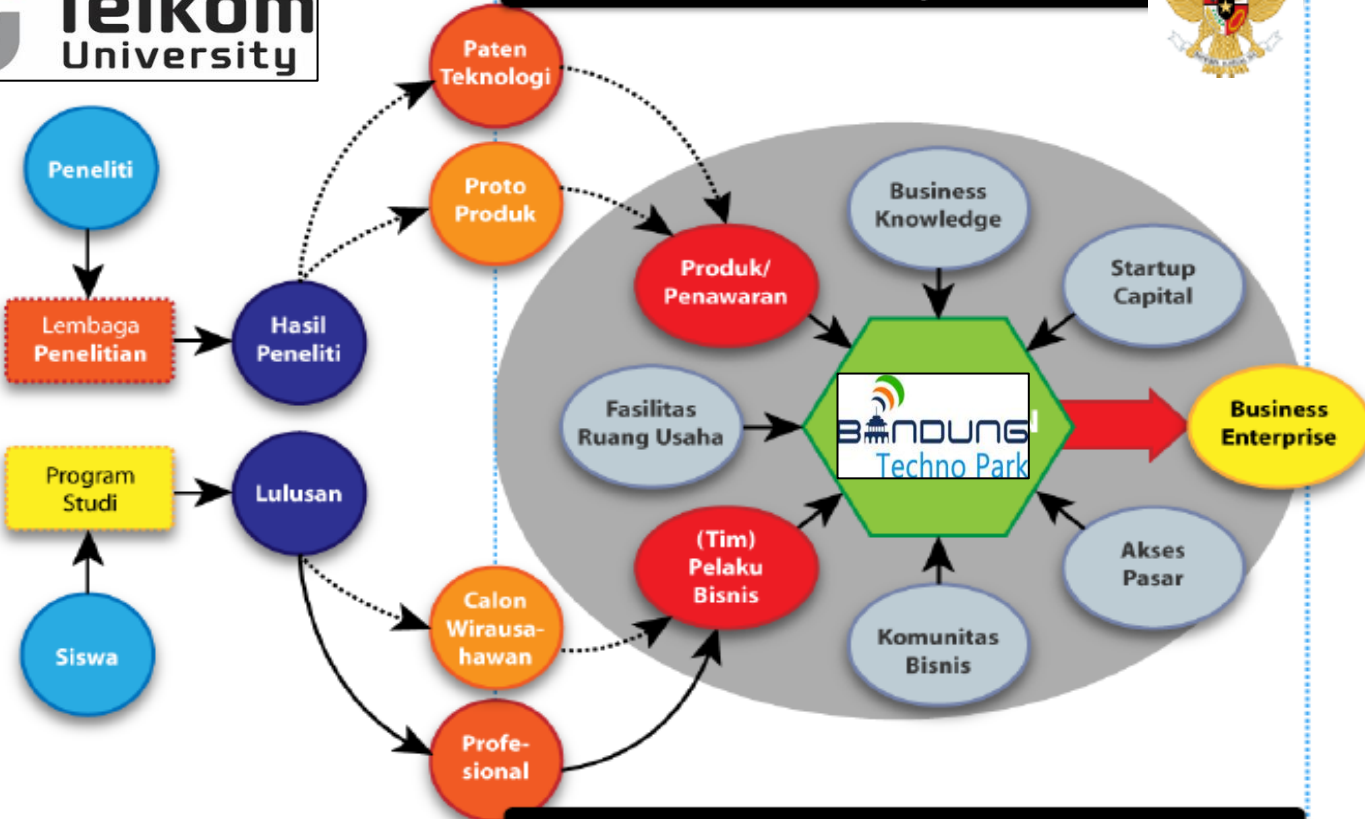 Telkom
University
Paten
Teknologi
Peneliti
Proto
Produk
Business
Knowledge
Produk/
Penawaran
Startup
Capital
Lembaga
Penelitian
Hasil
Peneliti
Fasilitas
Ruang Usaha
BANDUNG
Techno Park
Business
Enterprise
Program
Studi
Lulusan
(Tim)
Pelaku
Bisnis
Akses
Pasar
Calon
Wirausa-
hawan
Siswa
Komunitas
Bisnis
Profe-
sional